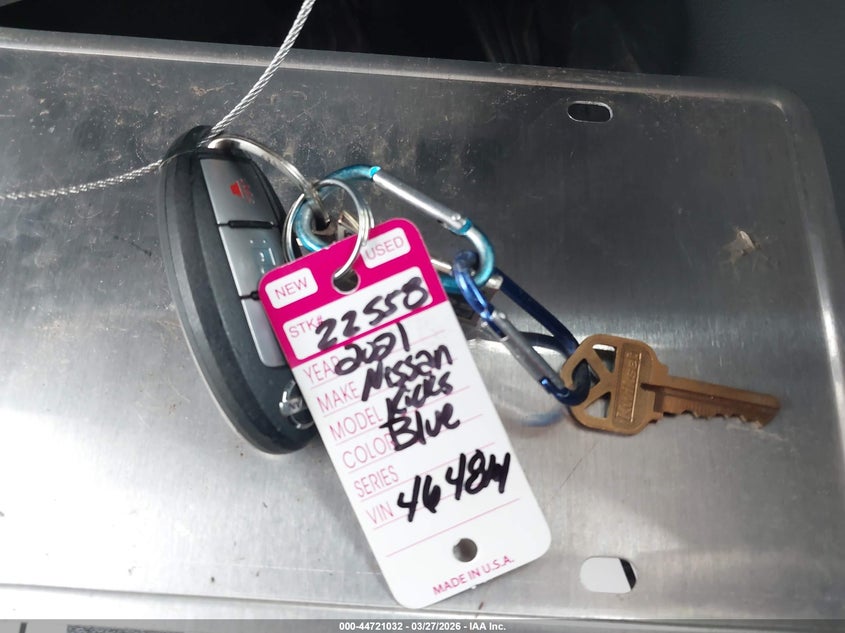 NEW USED
STK# 22558
YEAR 2021
MAKE Nissan
MODEL Kicks
COLOR Blue
SERIES
VIN 46484
MADE IN U.S.A.
000-44721032 - 03/27/2026 - IAA Inc.